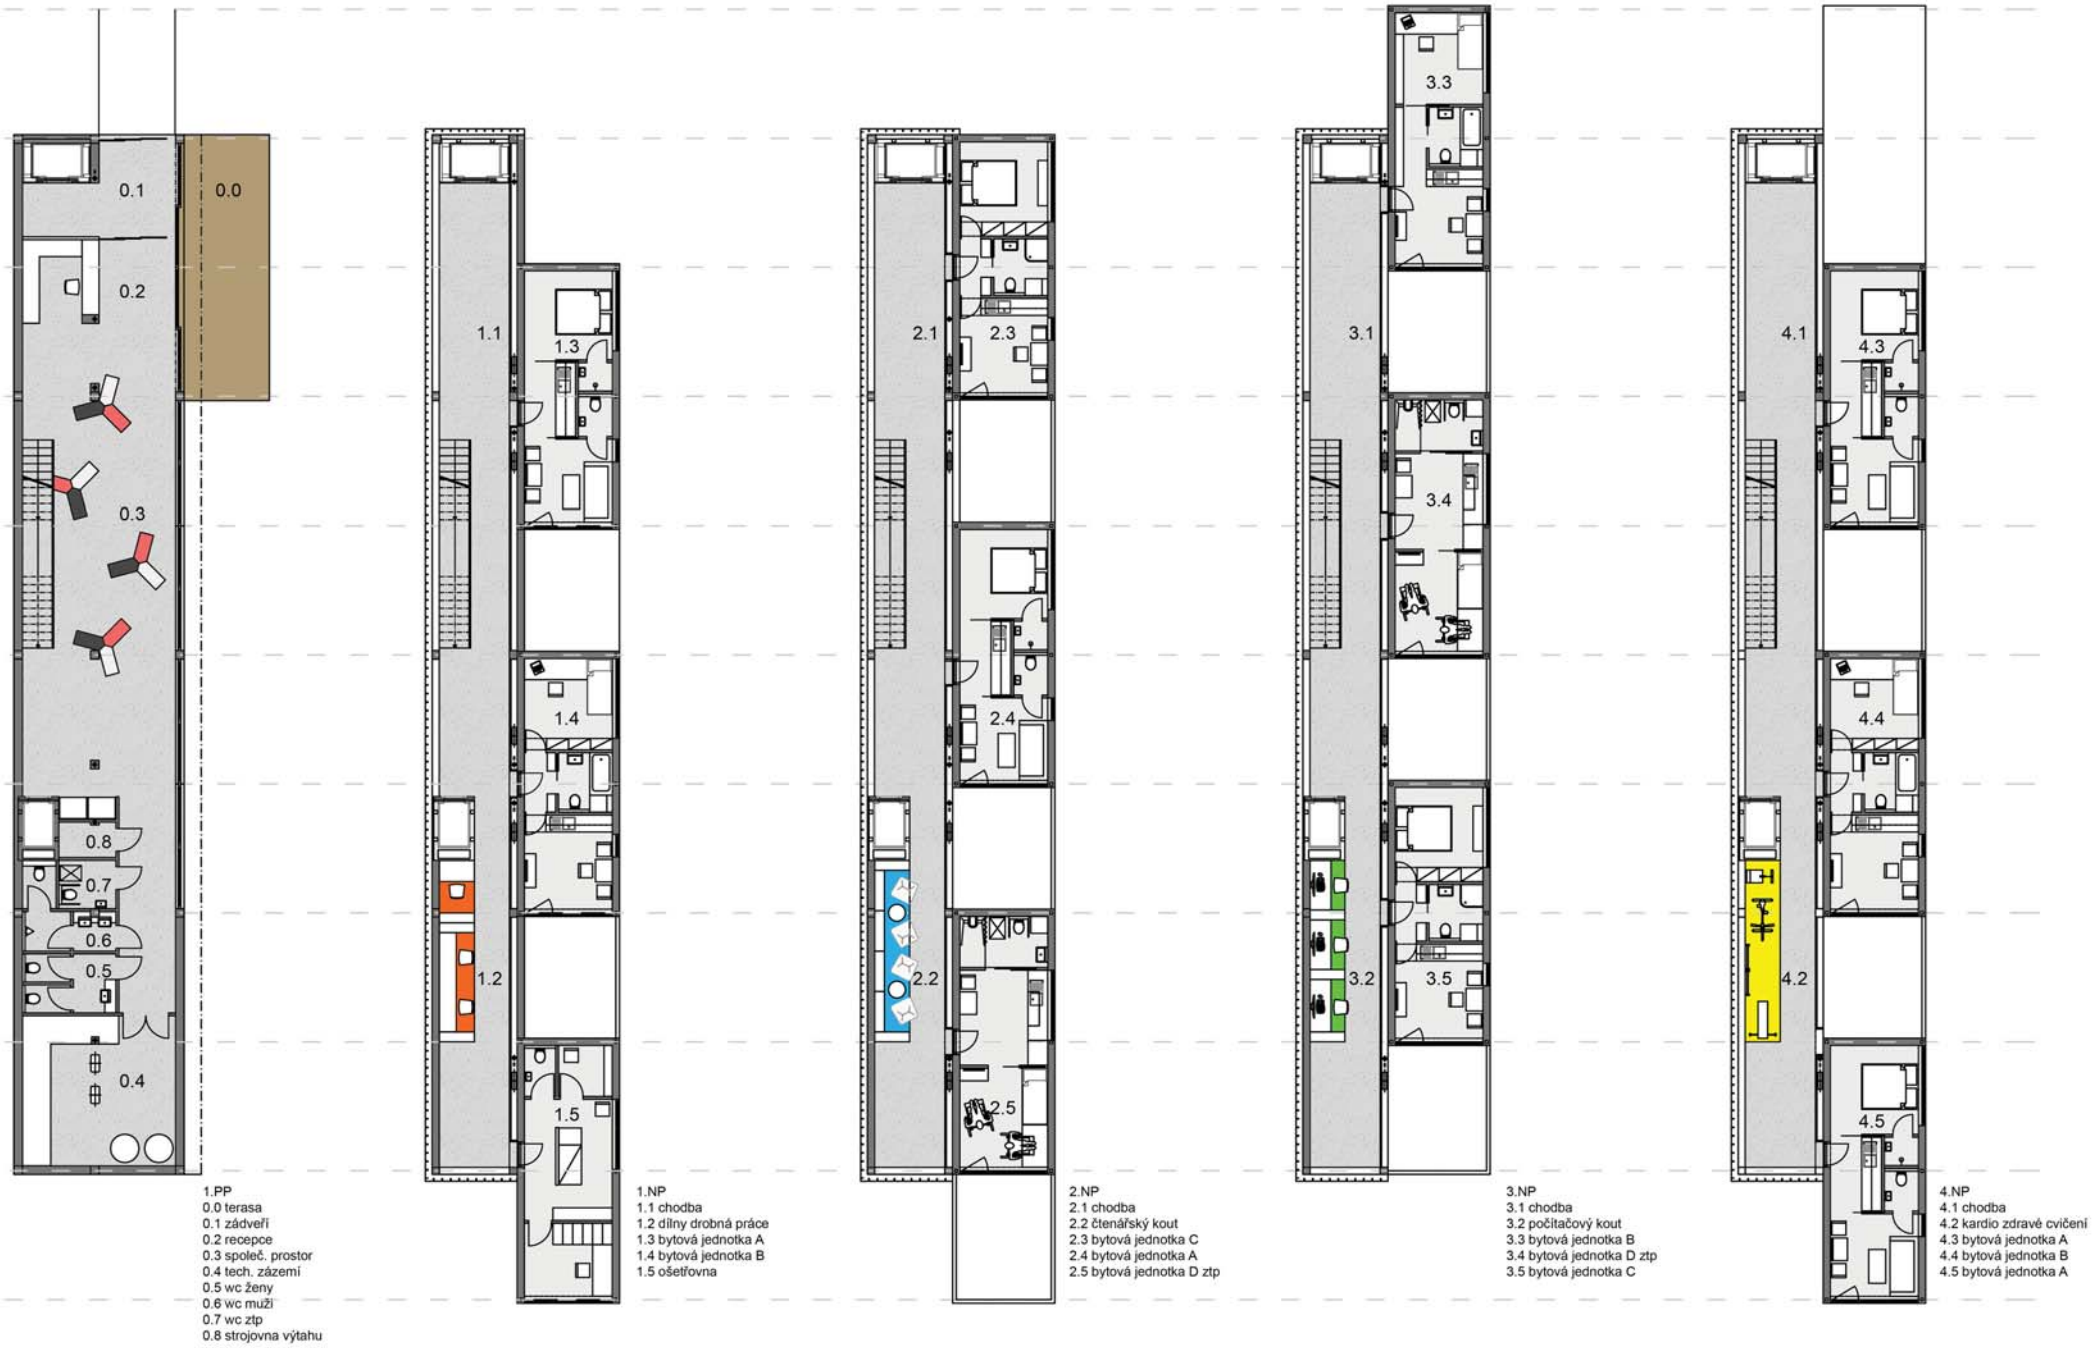 0.1
0.0
0.2
0.3
0.8
0.7
0.6
0.5
0.4
1.PP
0.0 terasa
0.1 zádveří
0.2 recepce
0.3 společ. prostor
0.4 tech. zázemí
0.5 wc ženy
0.6 wc muži
0.7 wc ztp
0.8 strojovna výtahu
1.1
1.3
1.4
1.2
1.5
1.NP
1.1 chodba
1.2 dílny drobná práce
1.3 bytová jednotka A
1.4 bytová jednotka B
1.5 ošetřovna
2.1
2.3
2.4
2.2
2.5
2.NP
2.1 chodba
2.2 čtenářský kout
2.3 bytová jednotka C
2.4 bytová jednotka A
2.5 bytová jednotka D ztp
3.3
3.1
3.4
3.2
3.5
3.NP
3.1 chodba
3.2 počítačový kout
3.3 bytová jednotka B
3.4 bytová jednotka D ztp
3.5 bytová jednotka C
4.1
4.3
4.4
4.2
4.5
4.NP
4.1 chodba
4.2 kardio zdravé cvičení
4.3 bytová jednotka A
4.4 bytová jednotka B
4.5 bytová jednotka A